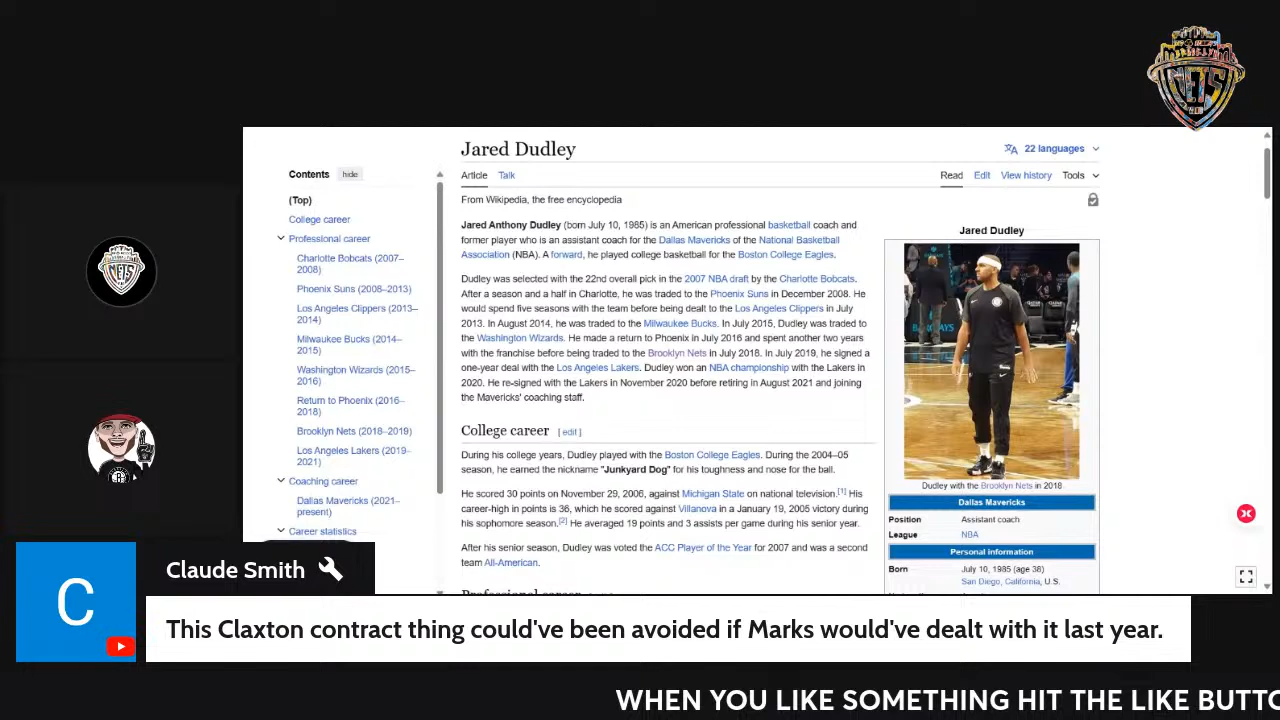 Jared Dudley
22 languages
Contents hide
Article Talk
Read Edit View history Tools
(Top)
College career
Professional career
Charlotte Bobcats (2007–
2008)
Phoenix Suns (2008–2013)
Los Angeles Clippers (2013–
2014)
Milwaukee Bucks (2014–
2015)
Washington Wizards (2015–
2016)
Return to Phoenix (2016–
2018)
Brooklyn Nets (2018–2019)
Los Angeles Lakers (2019–
2021)
Coaching career
Dallas Mavericks (2021–
present)
Career statistics
From Wikipedia, the free encyclopedia
Jared Anthony Dudley (born July 10, 1985) is an American professional basketball coach and
former player who is an assistant coach for the Dallas Mavericks of the National Basketball
Association (NBA). A forward, he played college basketball for the Boston College Eagles.
Dudley was selected with the 22nd overall pick in the 2007 NBA draft by the Charlotte Bobcats.
After a season and a half in Charlotte, he was traded to the Phoenix Suns in December 2008. He
would spend five seasons with the team before being dealt to the Los Angeles Clippers in July
2013. In August 2014, he was traded to the Milwaukee Bucks. In July 2015, Dudley was traded to
the Washington Wizards. He made a return to Phoenix in July 2016 and spent another two years
with the franchise before being traded to the Brooklyn Nets in July 2018. In July 2019, he signed a
one-year deal with the Los Angeles Lakers. Dudley won an NBA championship with the Lakers in
2020. He re-signed with the Lakers in November 2020 before retiring in August 2021 and joining
the Mavericks' coaching staff.
College career [ edit ]
During his college years, Dudley played with the Boston College Eagles. During the 2004–05
season, he earned the nickname "Junkyard Dog" for his toughness and nose for the ball.
He scored 30 points on November 29, 2006, against Michigan State on national television.[1] His
career-high in points is 36, which he scored against Villanova in a January 19, 2005 victory during
his sophomore season.[2] He averaged 19 points and 3 assists per game during his senior year.
After his senior season, Dudley was voted the ACC Player of the Year for 2007 and was a second
team All-American.
Jared Dudley
Dudley with the Brooklyn Nets in 2018
Dallas Mavericks
Position Assistant coach
League NBA
Personal information
Born July 10, 1985 (age 38)
San Diego, California, U.S.
C
Claude Smith
This Claxton contract thing could've been avoided if Marks would've dealt with it last year.
WHEN YOU LIKE SOMETHING HIT THE LIKE BUTTO
NETS